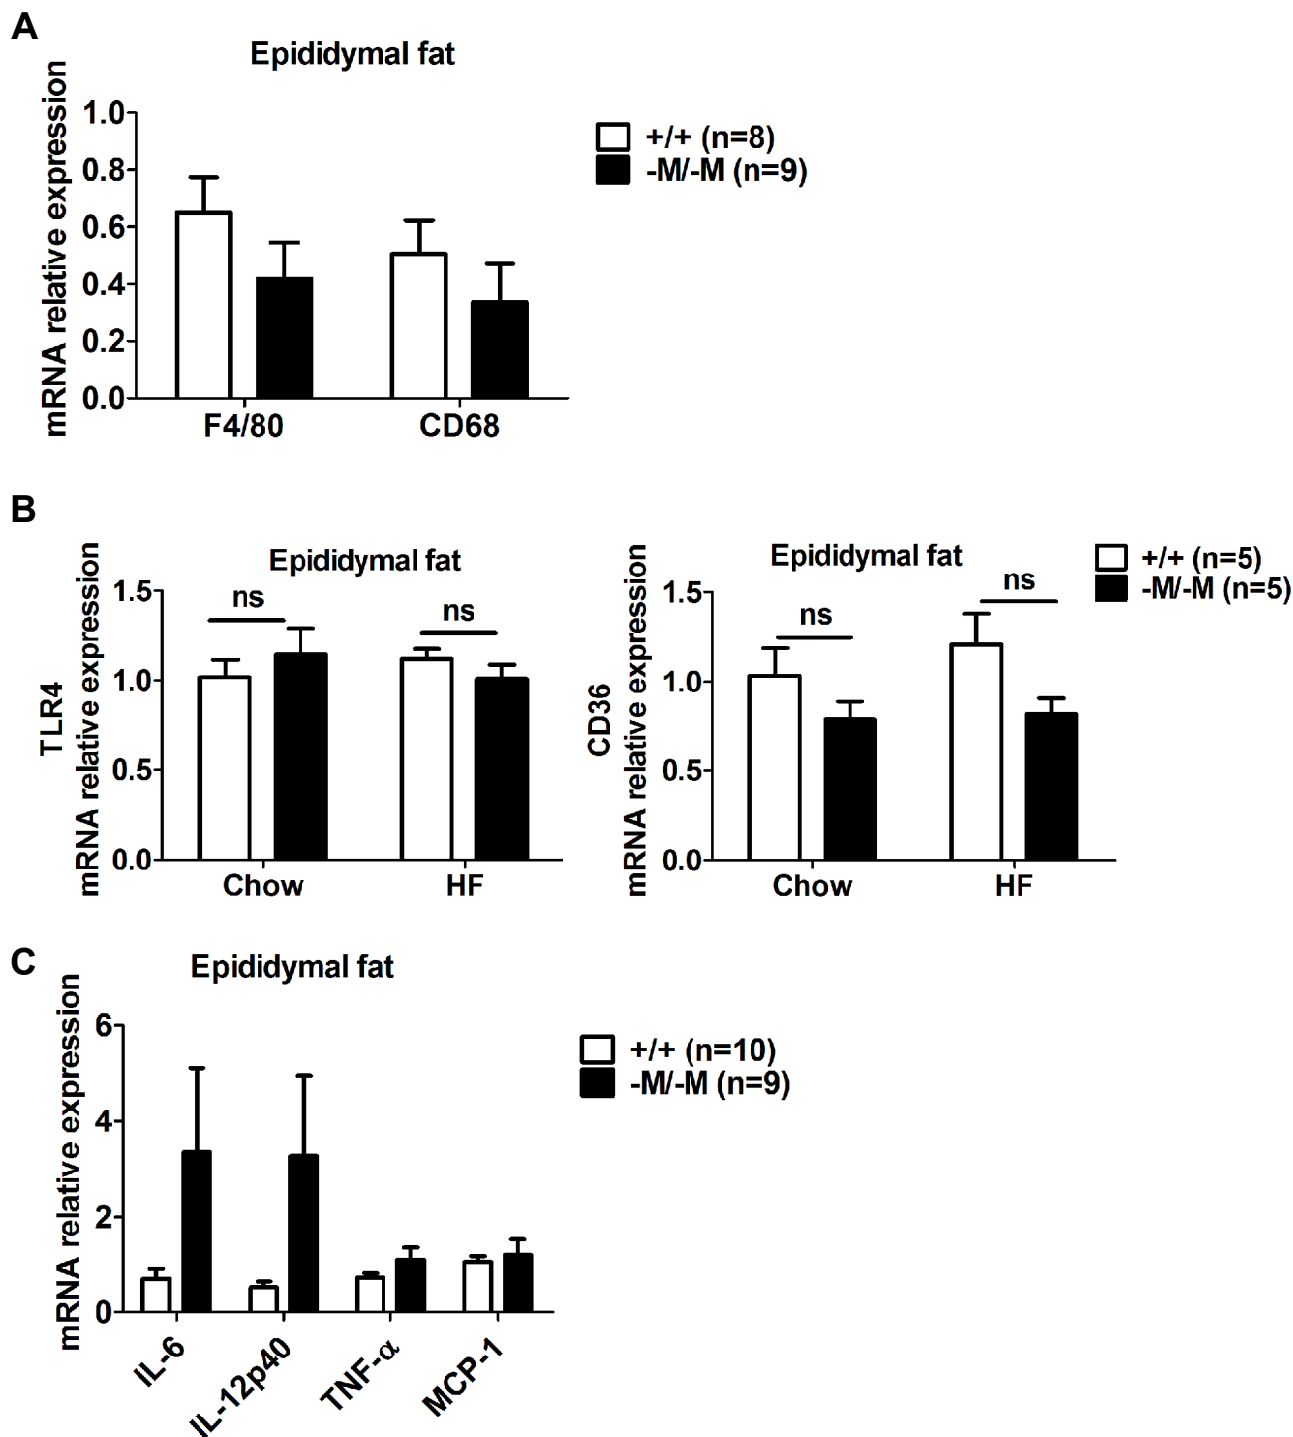 A
Epididymal fat
mRNA relative expression
1.0
0.8
0.6
0.4
0.2
0.0
F4/80
CD68
+/+ (n=8)
-M/-M (n=9)
B
Epididymal fat
TLR4
mRNA relative expression
1.5
1.0
0.5
0.0
ns
ns
Chow
HF
Epididymal fat
CD36
mRNA relative expression
1.5
1.0
0.5
0.0
ns
ns
Chow
HF
+/+ (n=5)
-M/-M (n=5)
C
Epididymal fat
mRNA relative expression
6
4
2
0
IL-6
IL-12p40
TNF-α
MCP-1
+/+ (n=10)
-M/-M (n=9)